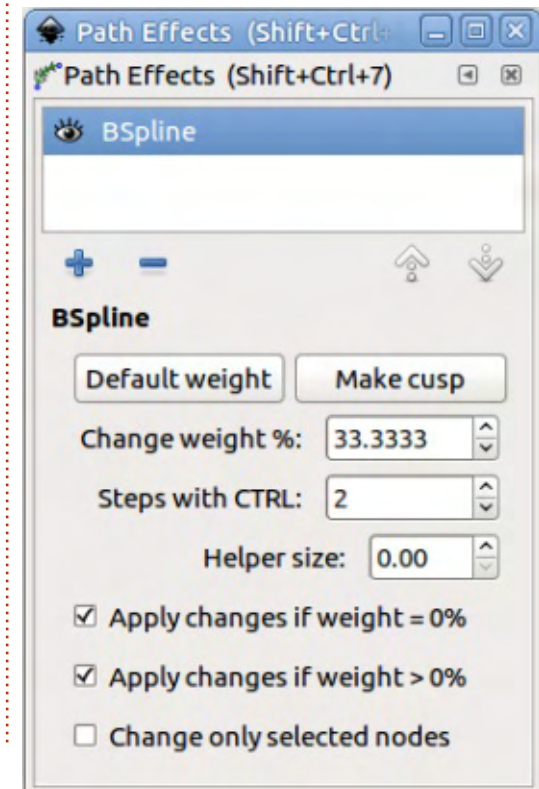 Path Effects (Shift+Ctrl+
Path Effects (Shift+Ctrl+7)
BSpline
BSpline
Default weight Make cusp
Change weight %: 33.3333
Steps with CTRL: 2
Helper size: 0.00
Apply changes if weight = 0%
Apply changes if weight > 0%
Change only selected nodes